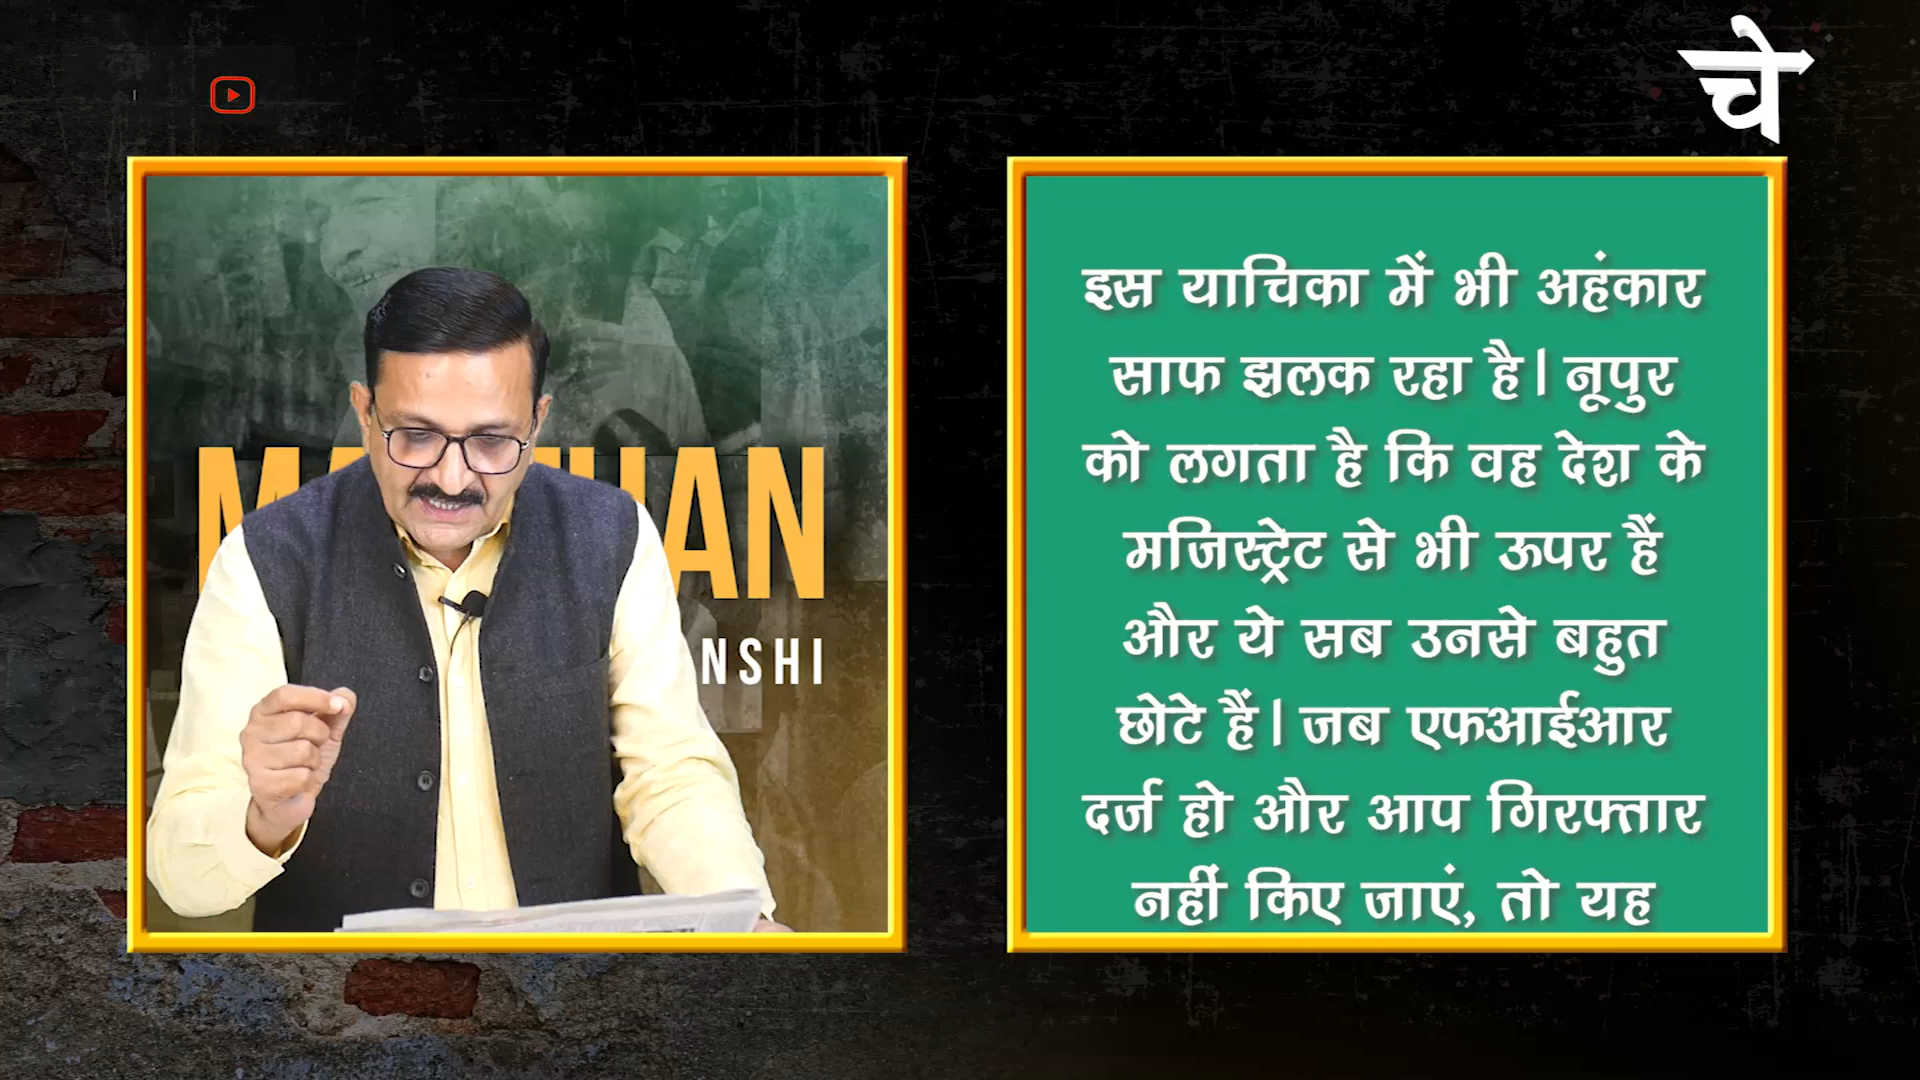 चे
NSHI
इस याचिका में भी अहंकार
साफ झलक रहा है। नूपुर
को लगता है कि वह देश के
मजिस्ट्रेट से भी ऊपर हैं
और ये सब उनसे बहुत
छोटे हैं। जब एफआईआर
दर्ज हो और आप गिरफ्तार
नहीं किए जाएं, तो यह